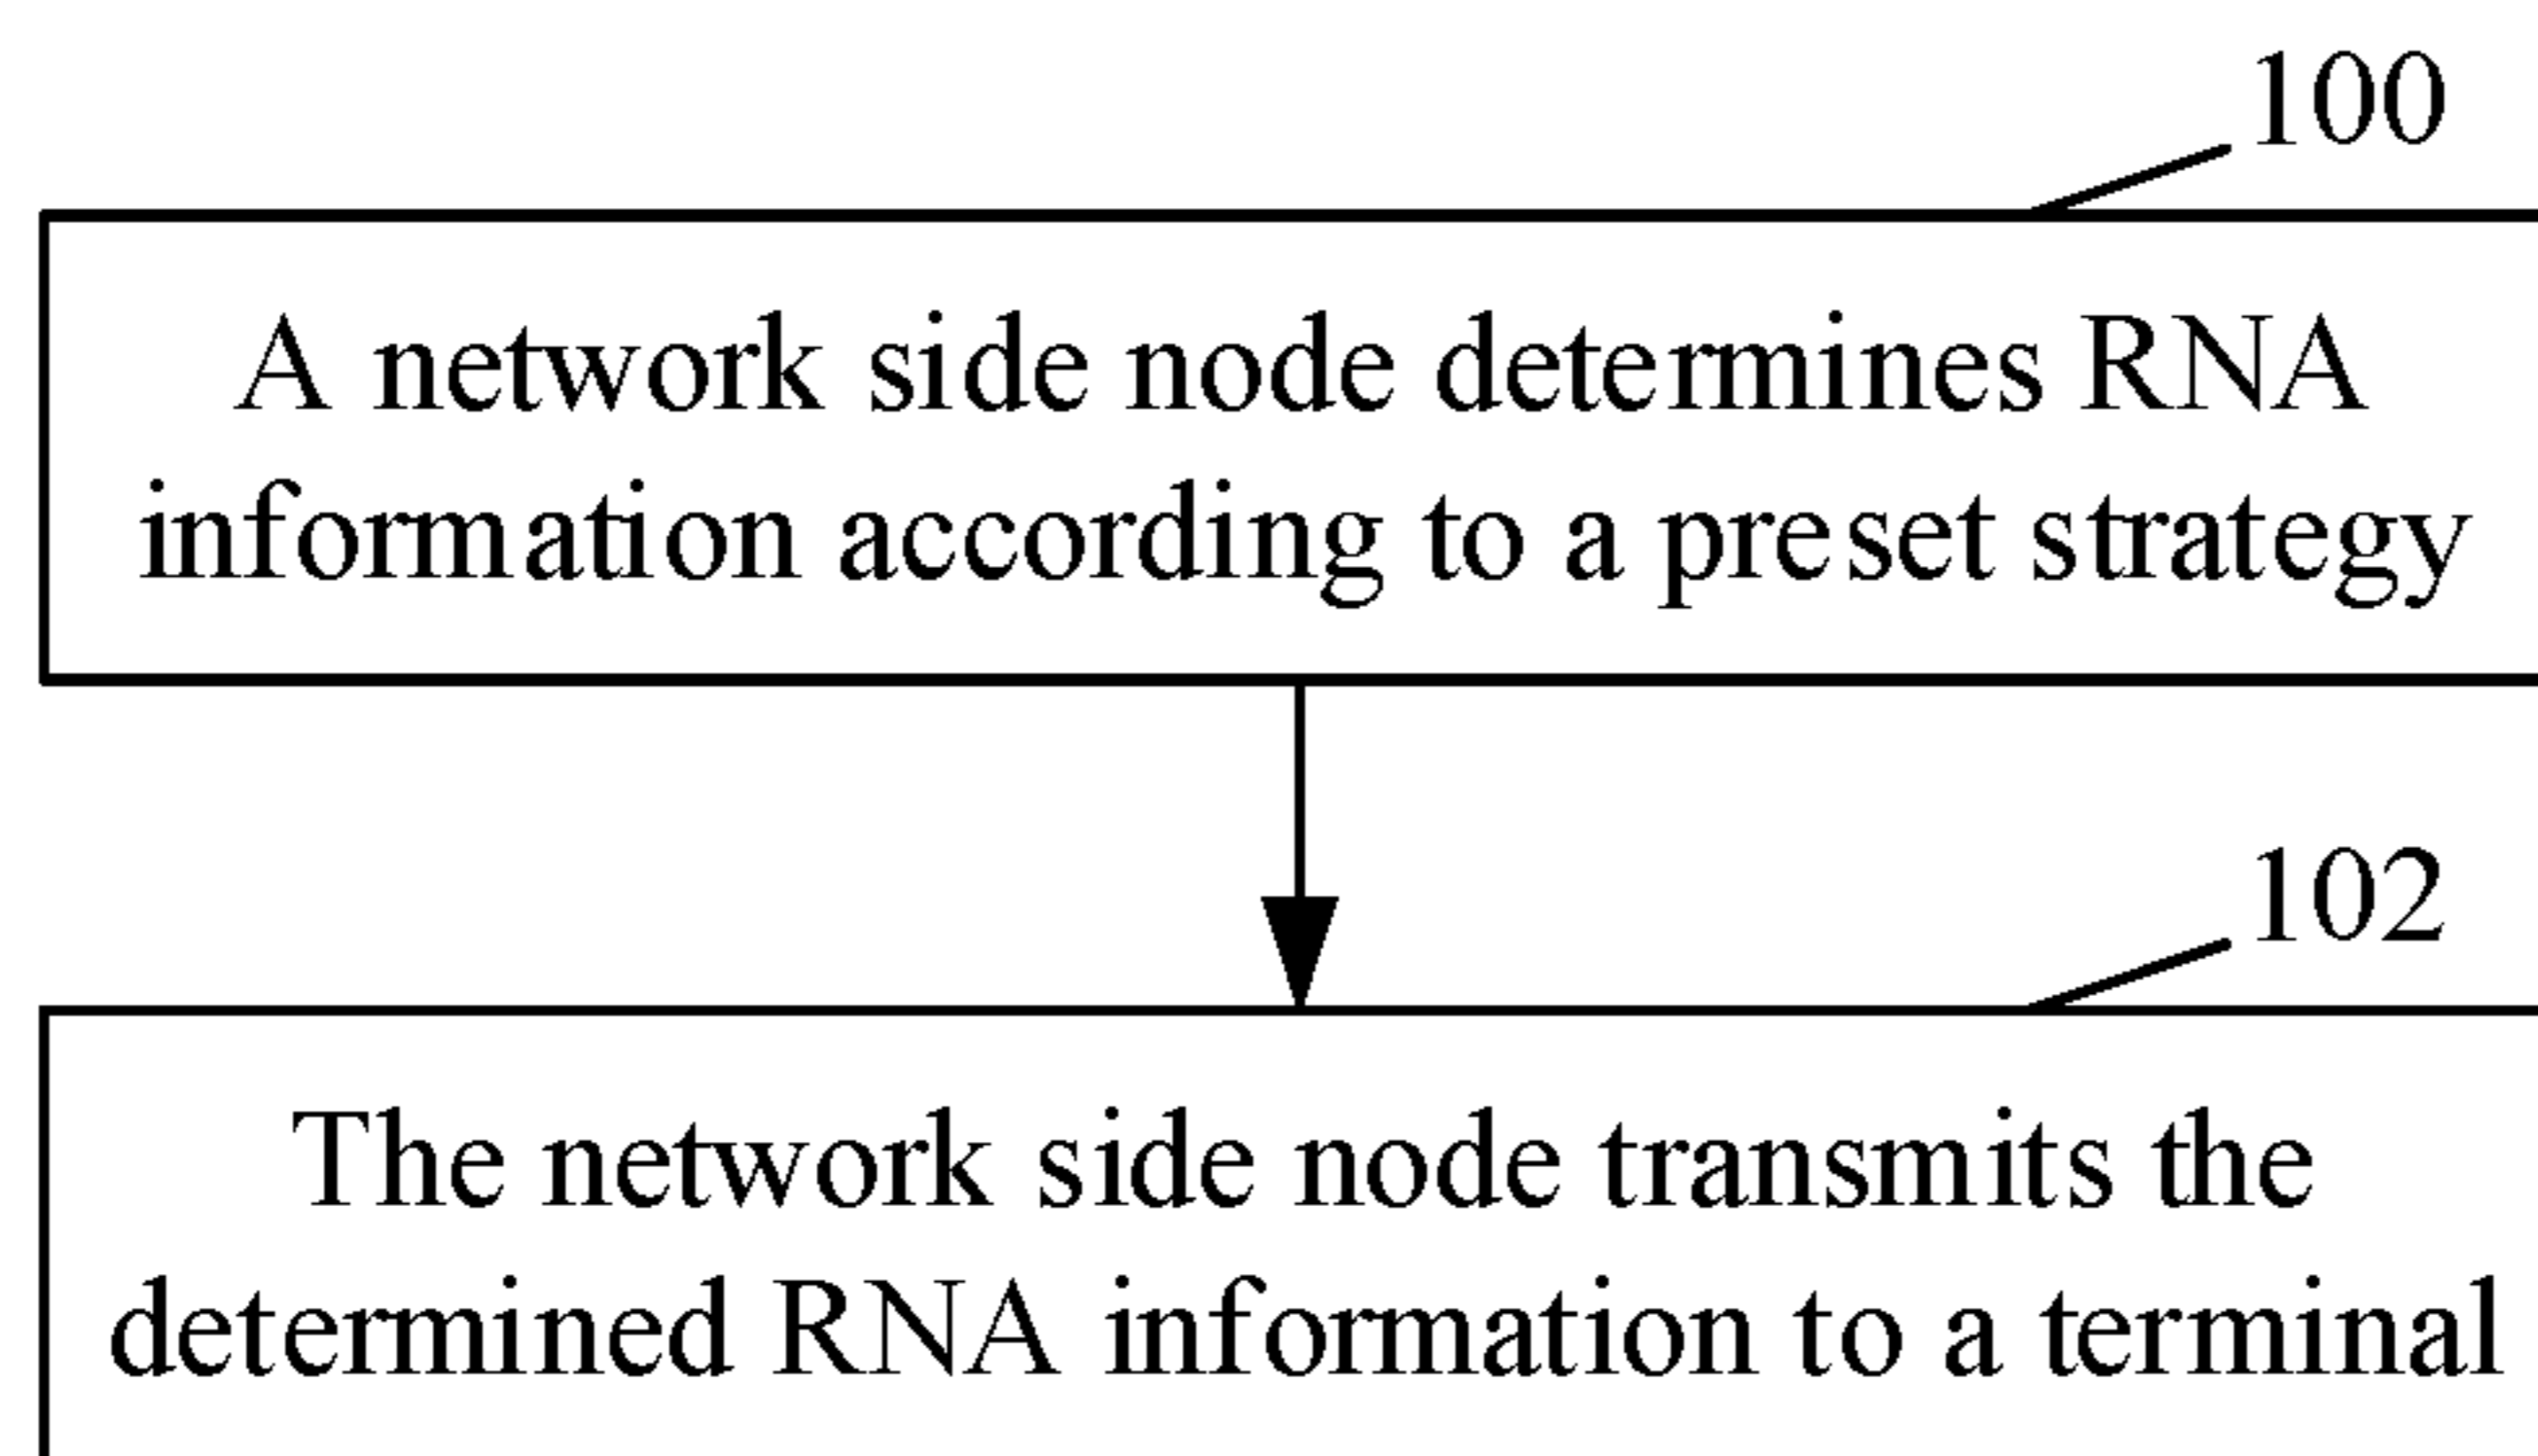 100
A network side node determines RNA
information according to a preset strategy
102
The network side node transmits the
determined RNA information to a terminal